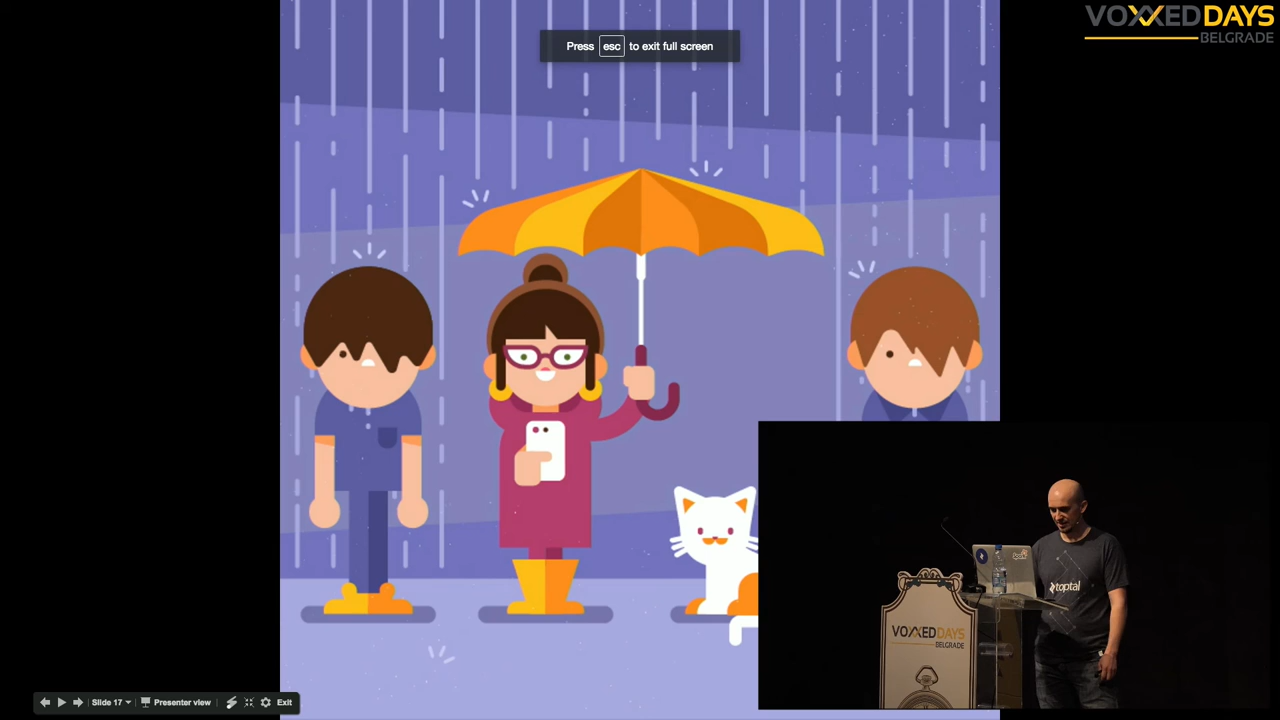 VOXXED DAYS
BELGRADE
Press esc to exit full screen
toptal
VOXXED DAYS
BELGRADE
Slide 17
Presenter view
Exit